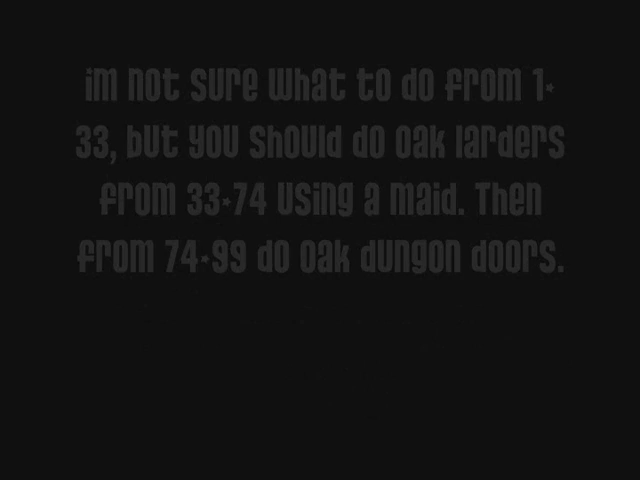 im not sure what to do from 1-
33, but you should do oak larders
from 33-74 using a maid. Then
from 74-99 do oak dungon doors.